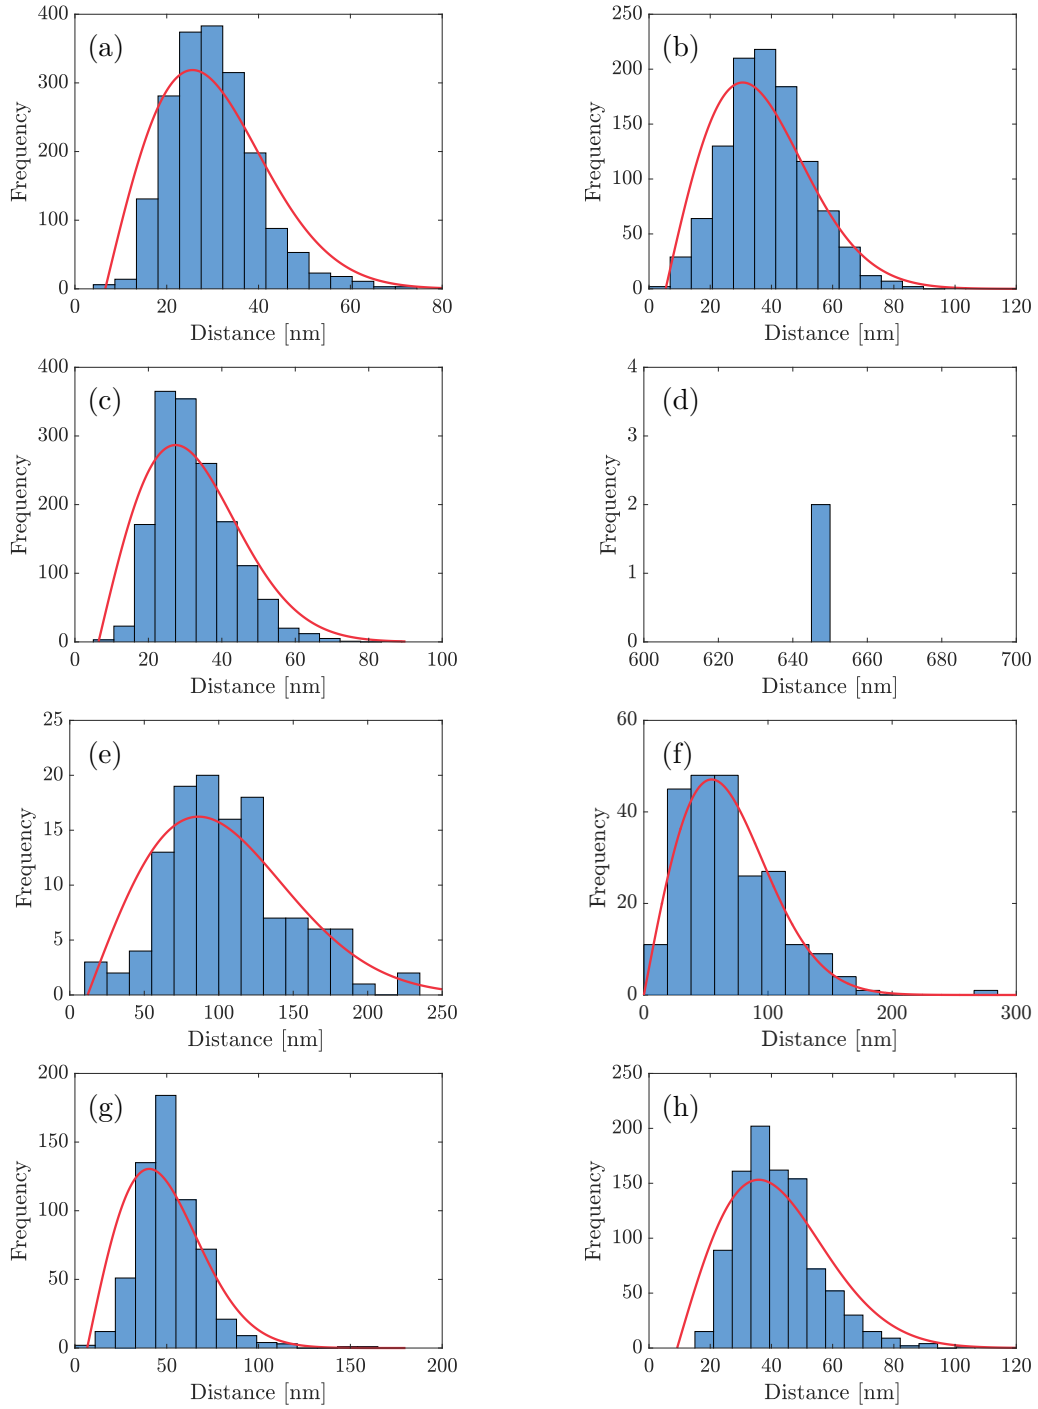 (a)
Frequency
400
300
200
100
0
0 20 40 60 80
Distance [nm]
(b)
Frequency
250
200
150
100
50
0
0 20 40 60 80 100 120
Distance [nm]
(c)
Frequency
400
300
200
100
0
0 20 40 60 80 100
Distance [nm]
(d)
Frequency
4
3
2
1
0
600 620 640 660 680 700
Distance [nm]
(e)
Frequency
25
20
15
10
5
0
0 50 100 150 200 250
Distance [nm]
(f)
Frequency
60
40
20
0
0 100 200 300
Distance [nm]
(g)
Frequency
200
150
100
50
0
0 50 100 150 200
Distance [nm]
(h)
Frequency
250
200
150
100
50
0
0 20 40 60 80 100 120
Distance [nm]